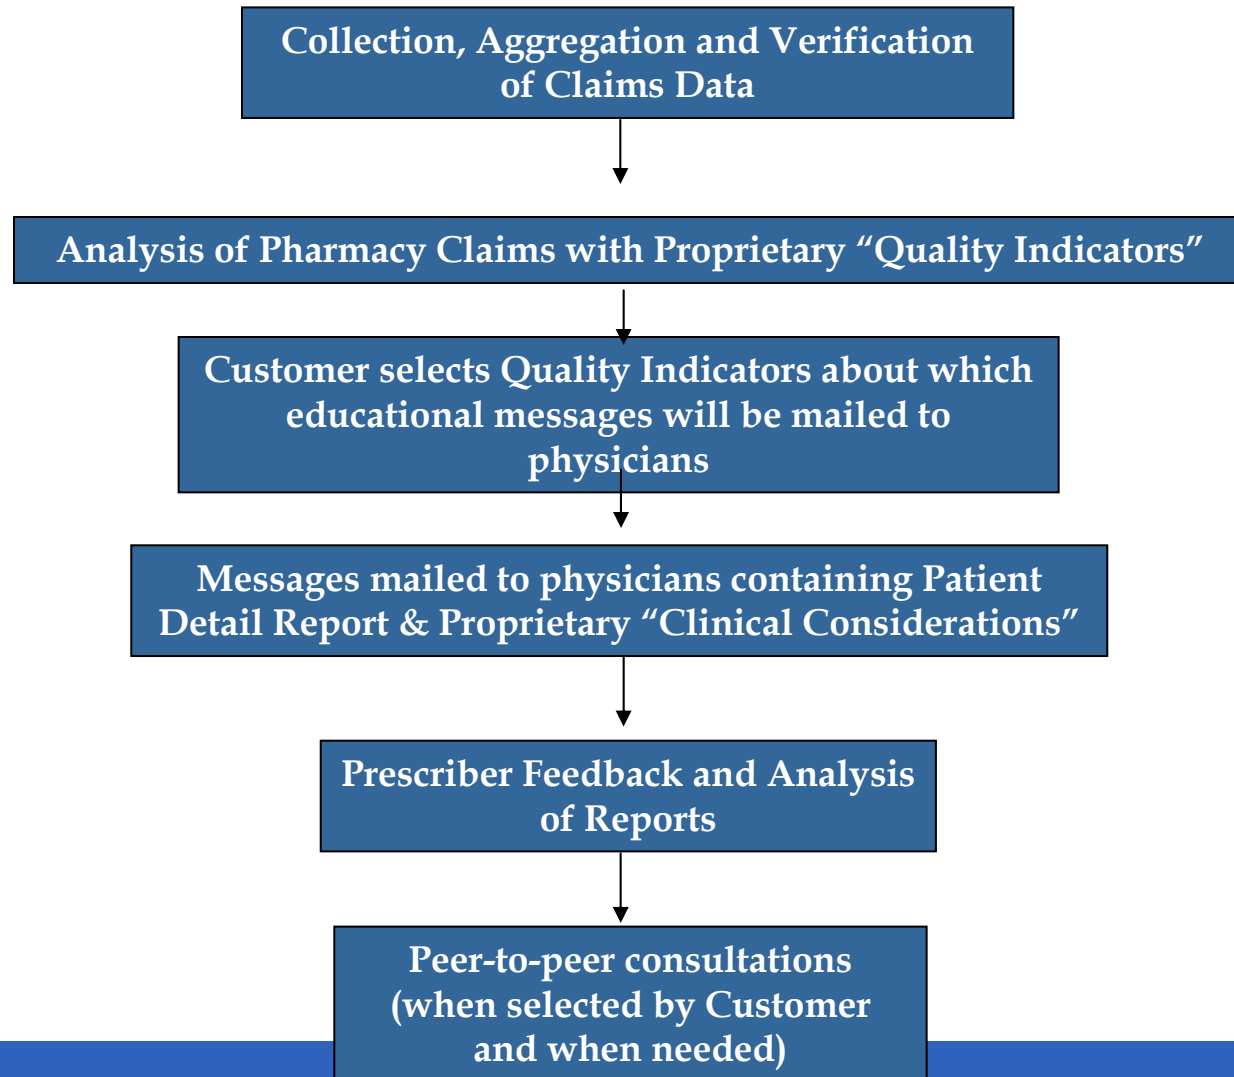 Collection, Aggregation and Verification
of Claims Data
Analysis of Pharmacy Claims with Proprietary “Quality Indicators”
Customer selects Quality Indicators about which
educational messages will be mailed to
physicians
Messages mailed to physicians containing Patient
Detail Report & Proprietary “Clinical Considerations”
Prescriber Feedback and Analysis
of Reports
Peer-to-peer consultations
(when selected by Customer
and when needed)